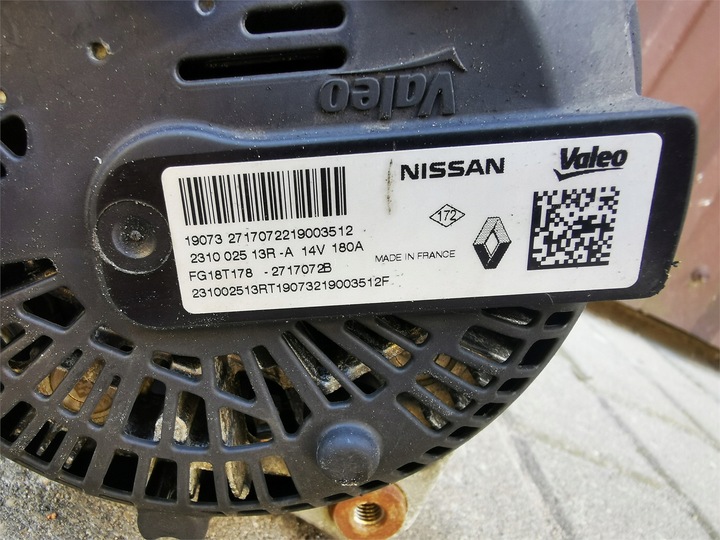 Valeo
NISSAN
Valeo
172
19073 2717072219003512
2310 025 13R -A 14V 180A
MADE IN FRANCE
FG18T178 - 2717072B
231002513RT19073219003512F